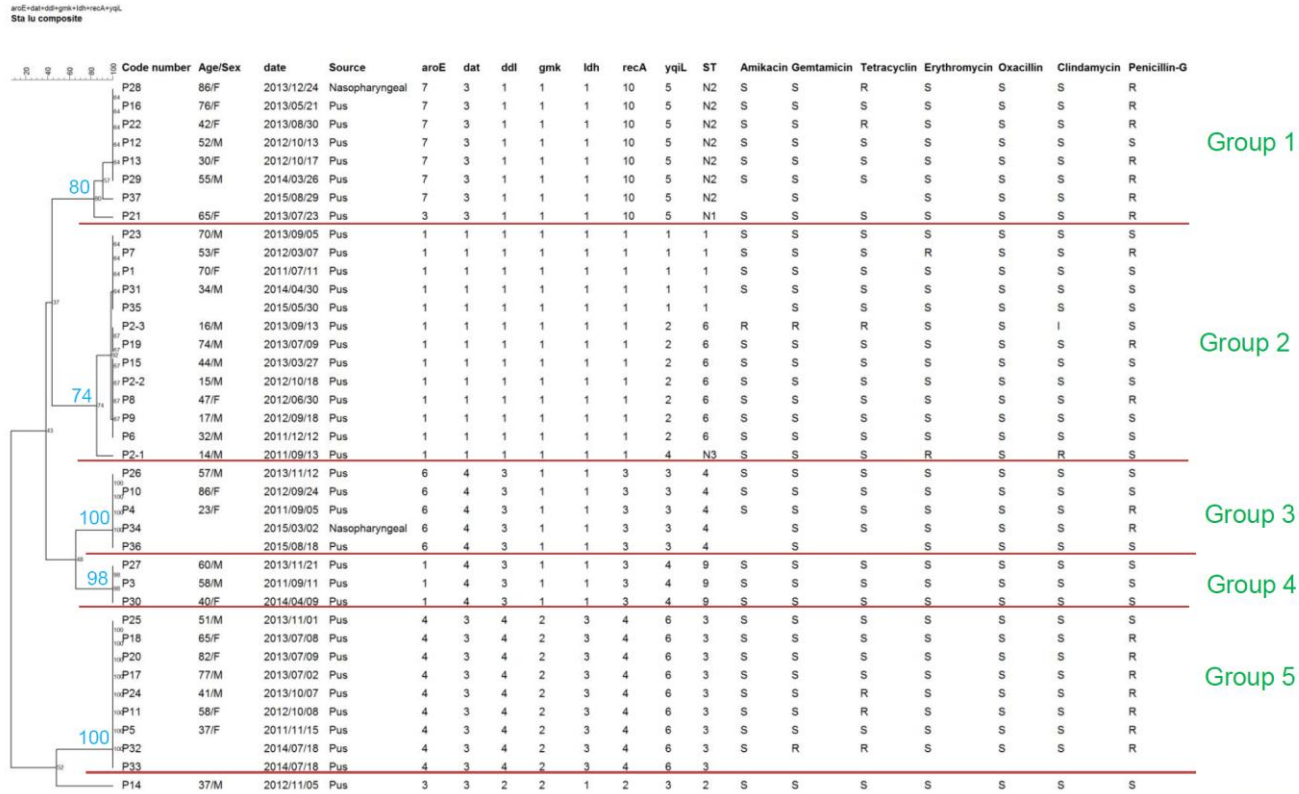 aroE+dat+ddl+gmk+ldh+recA+yqiL
Sta lu composite
20 40 60 80 100 Code number Age/Sex date Source aroE dat ddl gmk ldh recA yqiL ST Amikacin Gemtamicin Tetracyclin Erythromycin Oxacillin Clindamycin Penicillin-G
P28 86/F 2013/12/24 Nasopharyngeal 7 3 1 1 1 10 5 N2 S S R S S S R
P16 76/F 2013/05/21 Pus 7 3 1 1 1 10 5 N2 S S S S S S R
P22 42/F 2013/08/30 Pus 7 3 1 1 1 10 5 N2 S S R S S S R
P12 52/M 2012/10/13 Pus 7 3 1 1 1 10 5 N2 S S S S S S S
Group 1
P13 30/F 2012/10/17 Pus 7 3 1 1 1 10 5 N2 S S S S S S R
P29 55/M 2014/03/26 Pus 7 3 1 1 1 10 5 N2 S S S S S S R
80 P37 2015/08/29 Pus 7 3 1 1 1 10 5 N2 S S S S R
P21 65/F 2013/07/23 Pus 3 3 1 1 1 10 5 N1 S S S S S S R
P23 70/M 2013/09/05 Pus 1 1 1 1 1 1 1 1 S S S S S S S
P7 53/F 2012/03/07 Pus 1 1 1 1 1 1 1 1 S S S R S S R
P1 70/F 2011/07/11 Pus 1 1 1 1 1 1 1 1 S S S S S S S
P31 34/M 2014/04/30 Pus 1 1 1 1 1 1 1 1 S S S S S S S
P35 2015/05/30 Pus 1 1 1 1 1 1 1 1 S S S S S S
P2-3 16/M 2013/09/13 Pus 1 1 1 1 1 1 2 6 R R R S S I S
P19 74/M 2013/07/09 Pus 1 1 1 1 1 1 2 6 S S S S S S R
Group 2
P15 44/M 2013/03/27 Pus 1 1 1 1 1 1 2 6 S S S S S S S
P2-2 15/M 2012/10/18 Pus 1 1 1 1 1 1 2 6 S S S S S S S
74 P8 47/F 2012/06/30 Pus 1 1 1 1 1 1 2 6 S S S S S S R
P9 17/M 2012/09/18 Pus 1 1 1 1 1 1 2 6 S S S S S S S
P6 32/M 2011/12/12 Pus 1 1 1 1 1 1 2 6 S S S S S S S
P2-1 14/M 2011/09/13 Pus 1 1 1 1 1 1 4 N3 S S S R S R S
P26 57/M 2013/11/12 Pus 6 4 3 1 1 3 3 4 S S S S S S S
P10 86/F 2012/09/24 Pus 6 4 3 1 1 3 3 4 S S S S S S S
P4 23/F 2011/09/05 Pus 6 4 3 1 1 3 3 4 S S S S S S R
Group 3
100 P34 2015/03/02 Nasopharyngeal 6 4 3 1 1 3 3 4 S S S S S R
P36 2015/08/18 Pus 6 4 3 1 1 3 3 4 S S S S S
P27 60/M 2013/11/21 Pus 1 4 3 1 1 3 4 9 S S S S S S S
98 P3 58/M 2011/09/11 Pus 1 4 3 1 1 3 4 9 S S S S S S S
Group 4
P30 40/F 2014/04/09 Pus 1 4 3 1 1 3 4 9 S S S S S S S
P25 51/M 2013/11/01 Pus 4 3 4 2 3 4 6 3 S S S S S S S
P18 65/F 2013/07/08 Pus 4 3 4 2 3 4 6 3 S S S S S S R
P20 82/F 2013/07/09 Pus 4 3 4 2 3 4 6 3 S S S S S S R
P17 77/M 2013/07/02 Pus 4 3 4 2 3 4 6 3 S S S S S S R
Group 5
P24 41/M 2013/10/07 Pus 4 3 4 2 3 4 6 3 S S R S S S R
P11 58/F 2012/10/08 Pus 4 3 4 2 3 4 6 3 S S R S S S R
P5 37/F 2011/11/15 Pus 4 3 4 2 3 4 6 3 S S S S S S R
100 P32 2014/07/18 Pus 4 3 4 2 3 4 6 3 S R R S S S R
P33 2014/07/18 Pus 4 3 4 2 3 4 6 3
P14 37/M 2012/11/05 Pus 3 3 2 2 1 2 3 2 S S S S S S S